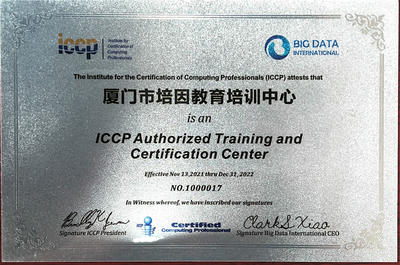 iccp
Institute for
Certification of
Computing
Professionals
BIG DATA
INTERNATIONAL
The Institute for the Certification of Computing Professionals (ICCP) attests that
厦门市培因教育培训中心
is an
ICCP Authorized Training and
Certification Center
Effective Nov 13,2021 thru Dec 31, 2022
NO.1000017
In Witness whereof, we have inscribed our signatures
Clark S Xiao
Signature ICCP President
Certified
Computing Professional
Signature Big Data International CEO